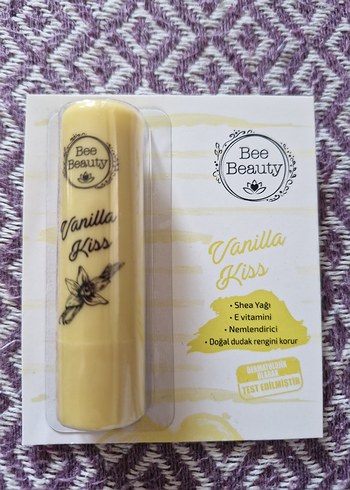 Bee
Beauty
Vanilla
Kiss
Bee
Beauty
Vanilla
Kiss
• Shea Yağı
• E vitamini
• Nemlendirici
• Doğal dudak rengini korur
DERMATOLOJİK
OLARAK
TEST EDİLMİŞTİR